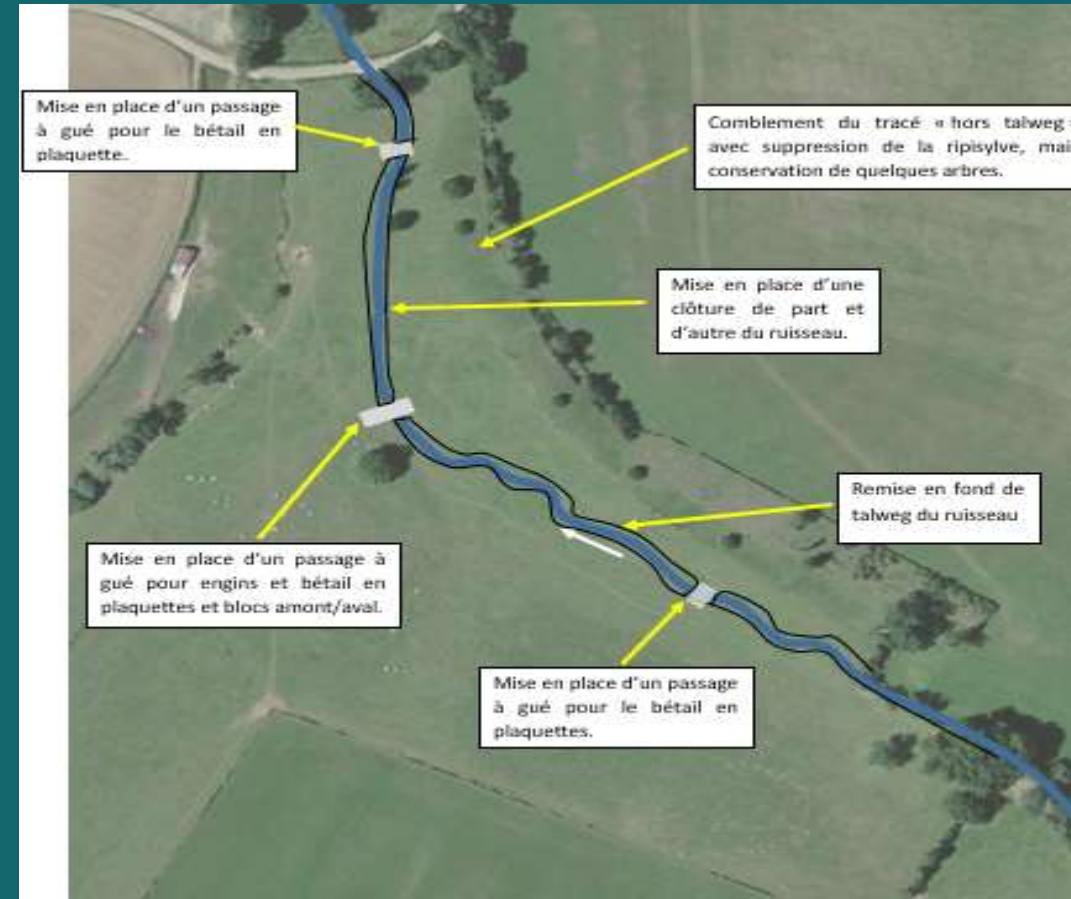 Mise en place d'un passage
à gué pour le bétail en
plaquette.
Comblement du tracé « hors talweg »
avec suppression de la ripisylve, mai
conservation de quelques arbres.
Mise en place d'une
clôture de part et
d'autre du ruisseau.
Remise en fond de
talweg du ruisseau
Mise en place d'un passage à
gué pour engins et bétail en
plaquettes et blocs amont/aval.
Mise en place d'un passage
à gué pour le bétail en
plaquettes.